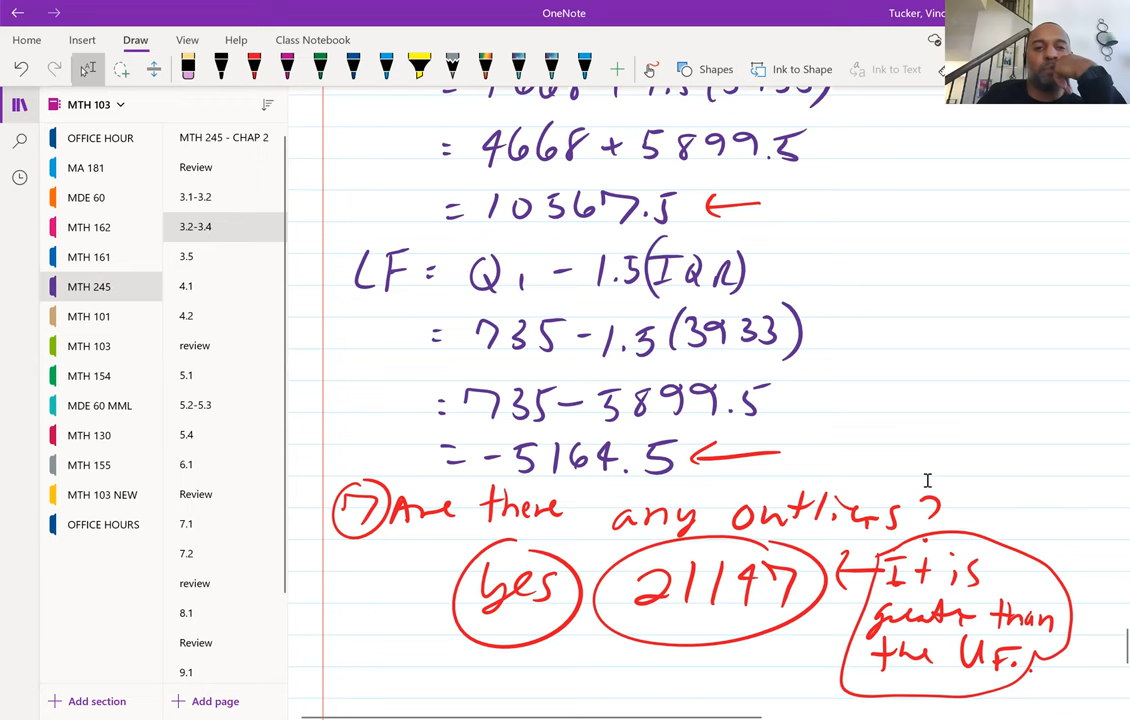 OneNote
Tucker, Vinc
Home Insert Draw View Help Class Notebook
Shapes Ink to Shape Ink to Text
MTH 103
OFFICE HOUR
MA 181
MDE 60
MTH 162
MTH 161
MTH 245
MTH 101
MTH 103
MTH 154
MDE 60 MML
MTH 130
MTH 155
MTH 103 NEW
OFFICE HOURS
Add section
MTH 245 - CHAP 2
Review
3.1-3.2
3.2-3.4
3.5
4.1
4.2
review
5.1
5.2-5.3
5.4
6.1
Review
7.1
7.2
review
8.1
Review
9.1
Add page
= 4668 + 1.5(3933)
= 4668 + 5899.5
= 10567.5 ←
LF = Q1 - 1.5(IQR)
= 735 - 1.5(3933)
= 735 - 5899.5
= -5164.5 ←
7 Are there any outliers?
yes 21147 ← It is
greater than
the UF.